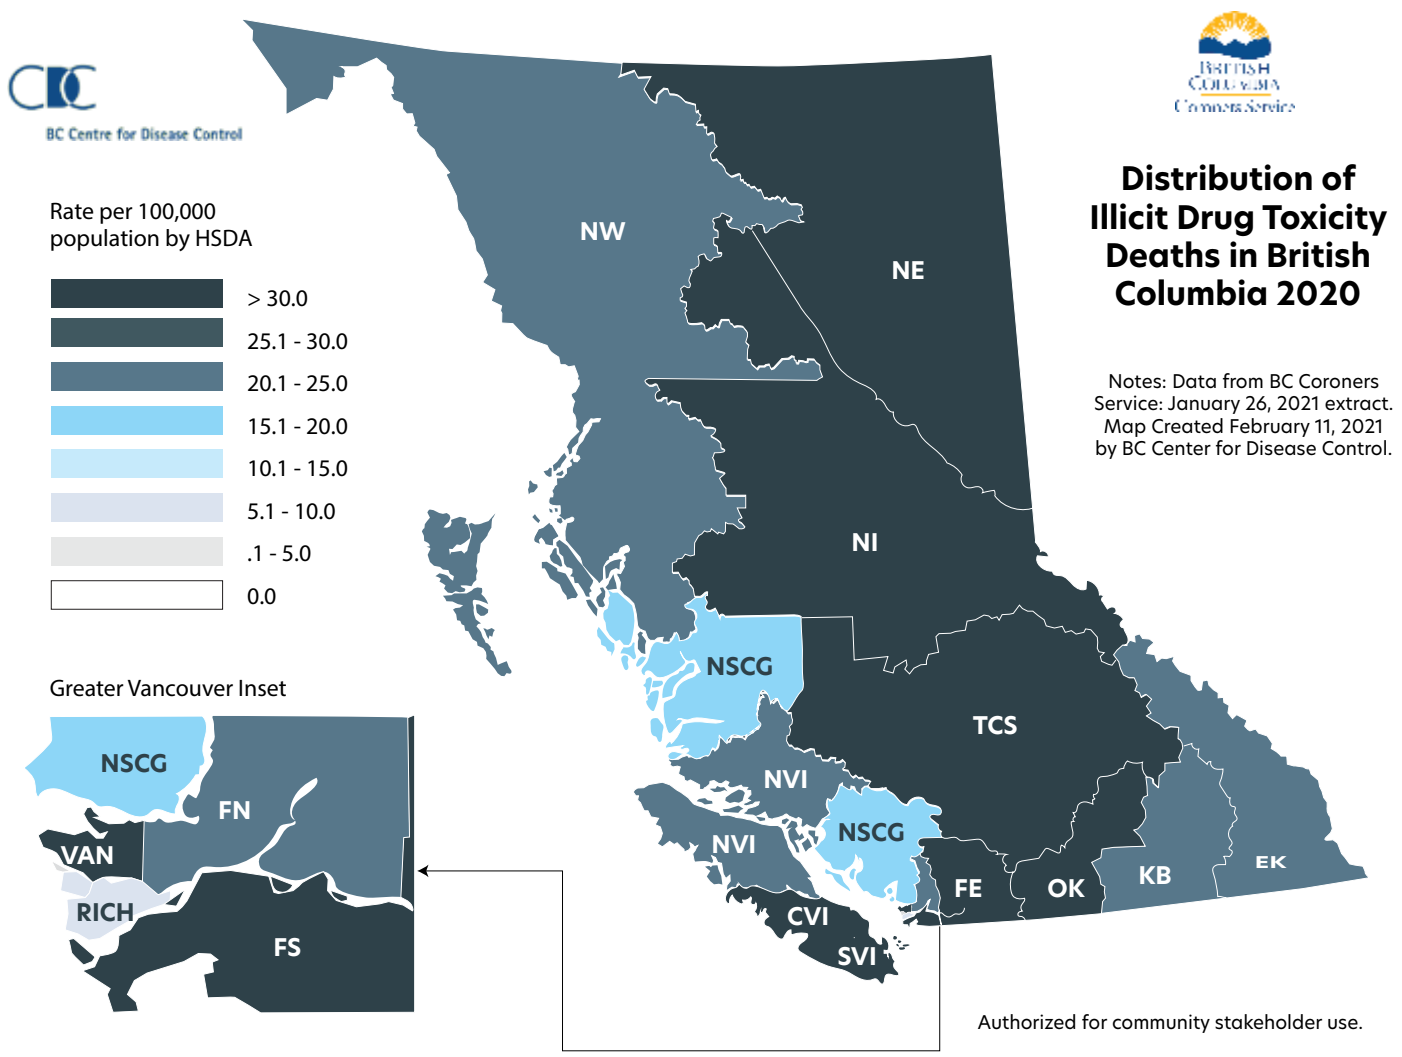 CDC
BC Centre for Disease Control
BRITISH
COLUMBIA
Coroners Service
Distribution of
Illicit Drug Toxicity
Deaths in British
Columbia 2020
Notes: Data from BC Coroners
Service: January 26, 2021 extract.
Map Created February 11, 2021
by BC Center for Disease Control.
Rate per 100,000
population by HSDA
> 30.0
25.1 - 30.0
20.1 - 25.0
15.1 - 20.0
10.1 - 15.0
5.1 - 10.0
.1 - 5.0
0.0
NW
NE
NI
NSCG
TCS
NVI
NSCG
NVI
FE
OK
KB
EK
CVI
SVI
Greater Vancouver Inset
NSCG
FN
VAN
RICH
FS
Authorized for community stakeholder use.